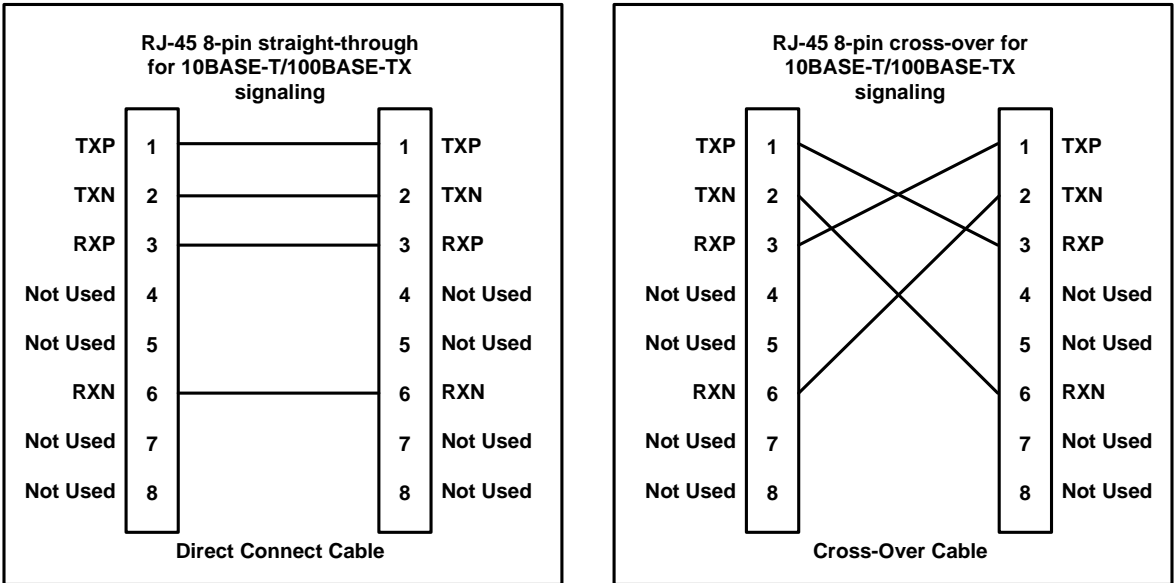 RJ-45 8-pin straight-through
for 10BASE-T/100BASE-TX
signaling
TXP 1 1 TXP
TXN 2 2 TXN
RXP 3 3 RXP
Not Used 4 4 Not Used
Not Used 5 5 Not Used
RXN 6 6 RXN
Not Used 7 7 Not Used
Not Used 8 8 Not Used
Direct Connect Cable
RJ-45 8-pin cross-over for
10BASE-T/100BASE-TX
signaling
TXP 1 1 TXP
TXN 2 2 TXN
RXP 3 3 RXP
Not Used 4 4 Not Used
Not Used 5 5 Not Used
RXN 6 6 RXN
Not Used 7 7 Not Used
Not Used 8 8 Not Used
Cross-Over Cable